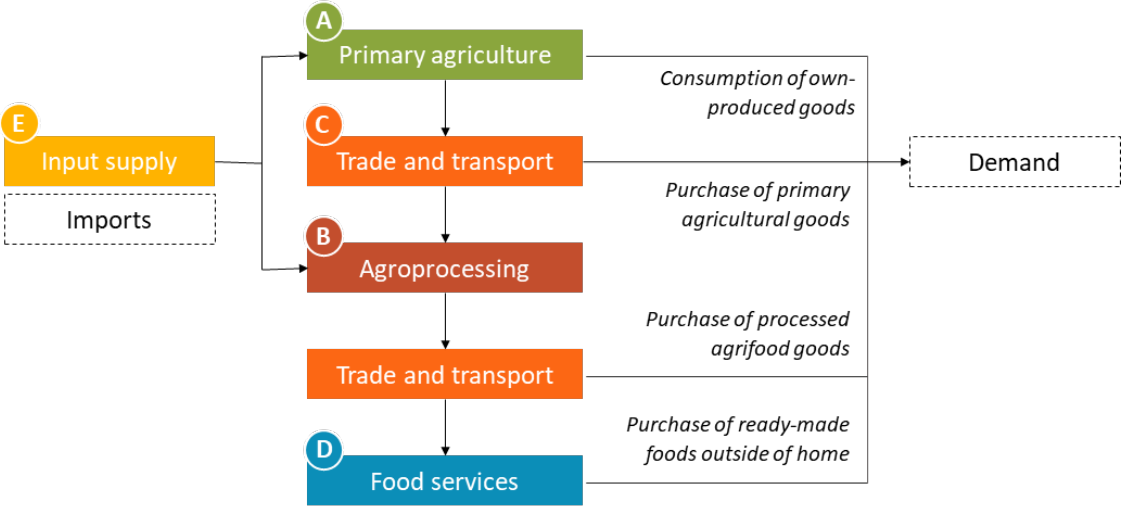 A
Primary agriculture
Consumption of own-
produced goods
E
Input supply
Imports
C
Trade and transport
Demand
Purchase of primary
agricultural goods
B
Agroprocessing
Purchase of processed
agrifood goods
Trade and transport
Purchase of ready-made
foods outside of home
D
Food services